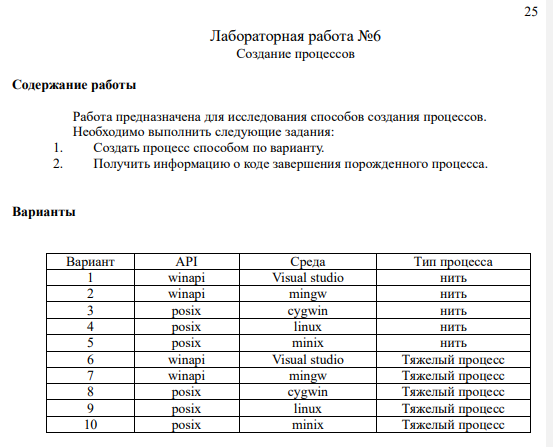 25
Лабораторная работа №6
Создание процессов
Содержание работы
Работа предназначена для исследования способов создания процессов.
Необходимо выполнить следующие задания:
1. Создать процесс способом по варианту.
2. Получить информацию о коде завершения порожденного процесса.
Варианты
Вариант API Среда Тип процесса
1 winapi Visual studio нить
2 winapi mingw нить
3 posix cygwin нить
4 posix linux нить
5 posix minix нить
6 winapi Visual studio Тяжелый процесс
7 winapi mingw Тяжелый процесс
8 posix cygwin Тяжелый процесс
9 posix linux Тяжелый процесс
10 posix minix Тяжелый процесс